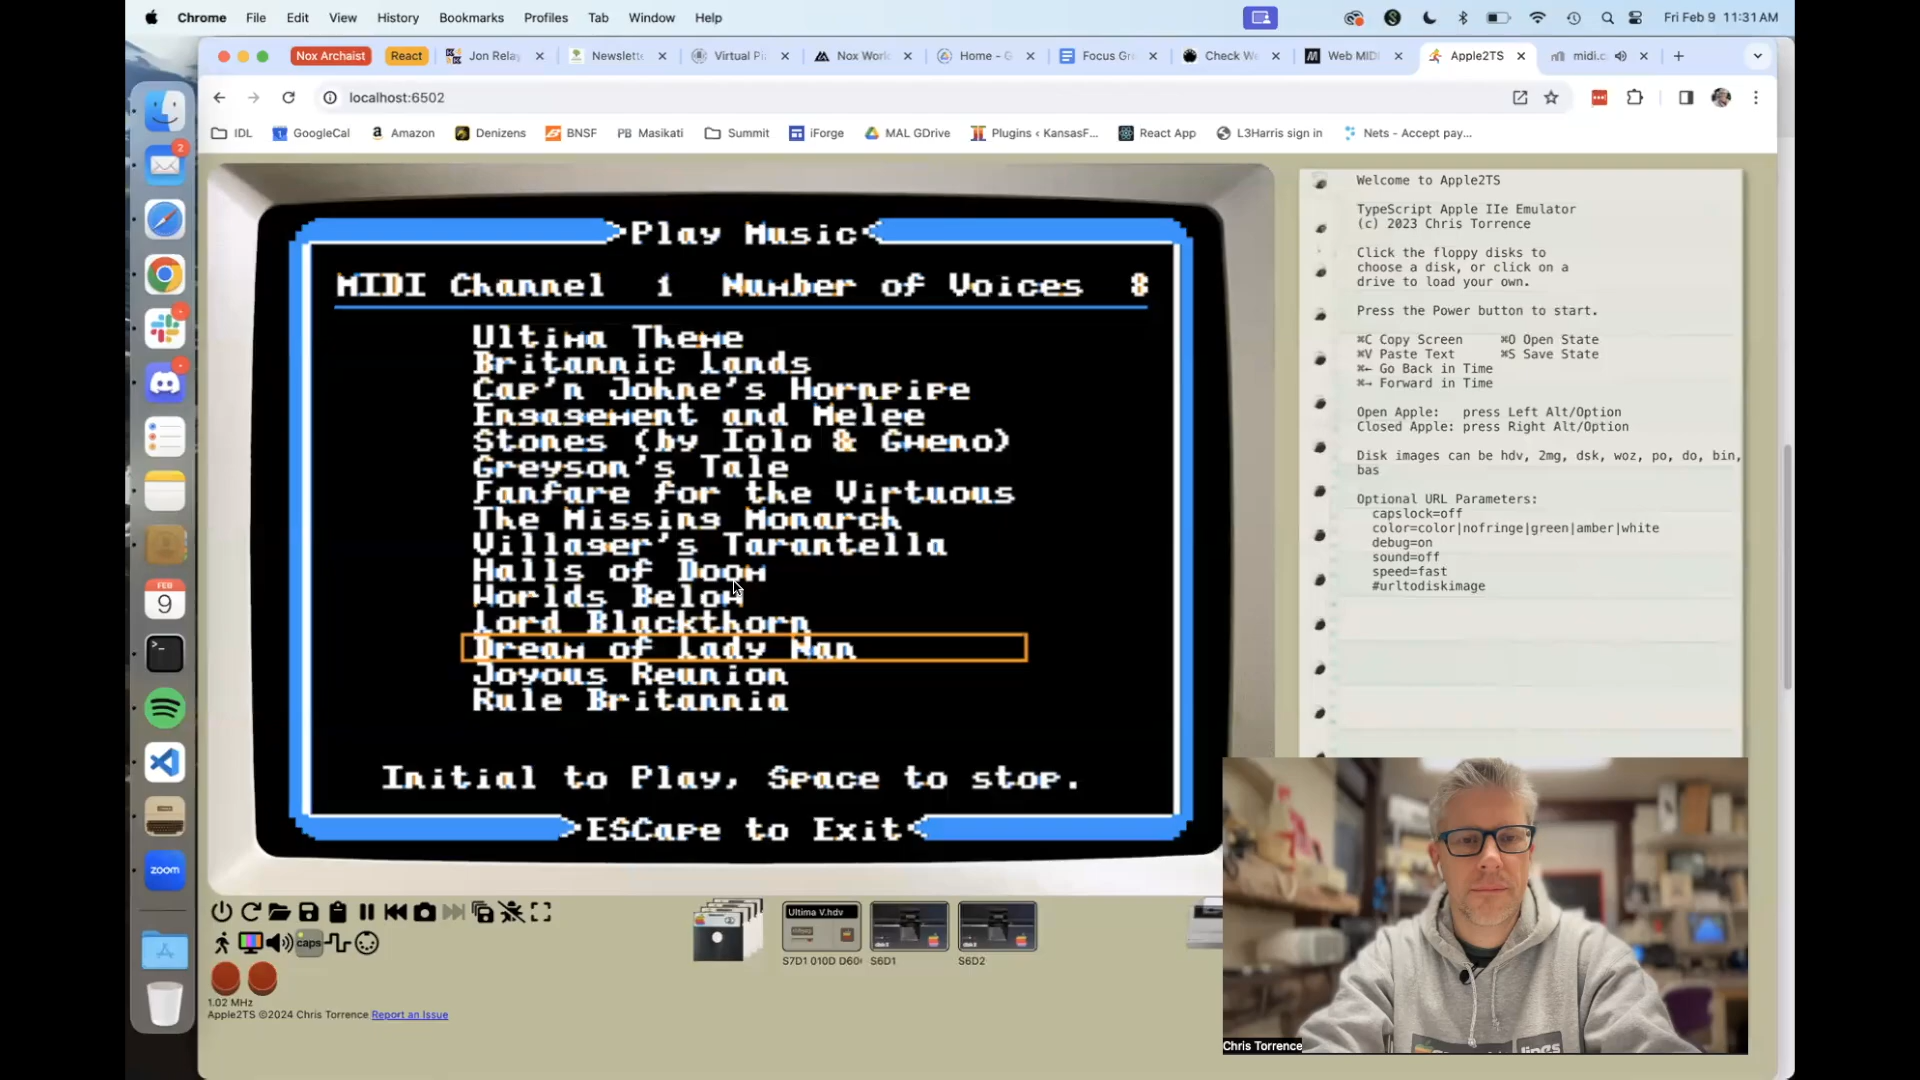 Chrome File Edit View History Bookmarks Profiles Tab Window Help Fri Feb 9 11:31 AM
Nox Archaist React Jon Relay Newslette Virtual Pi Nox Work Home - G Focus Gr Check We Web MIDI Apple2TS midi.c
localhost:6502
IDL GoogleCal Amazon Denizens BNSF PB Masikati Summit iForge MAL GDrive Plugins ‹ KansasF... React App L3Harris sign in Nets - Accept pay...
2
FEB
9
zoom
Play Music
MIDI Channel 1 Number of Voices 8
Ultima Theme
Britannic Lands
Cap'n Johne's Hornpipe
Engagement and Melee
Stones (by Iolo & Gweno)
Greyson's Tale
Fanfare for the Virtuous
The Missing Monarch
Villager's Tarantella
Halls of Doom
Worlds Below
Lord Blackthorn
Dream of Lady Nan
Joyous Reunion
Rule Britannia
Initial to Play, Space to stop.
ESCape to Exit
Welcome to Apple2TS
TypeScript Apple IIe Emulator
(c) 2023 Chris Torrence
Click the floppy disks to
choose a disk, or click on a
drive to load your own.
Press the Power button to start.
⌘C Copy Screen ⌘O Open State
⌘V Paste Text ⌘S Save State
⌘← Go Back in Time
⌘→ Forward in Time
Open Apple: press Left Alt/Option
Closed Apple: press Right Alt/Option
Disk images can be hdv, 2mg, dsk, woz, po, do, bin,
bas
Optional URL Parameters:
capslock=off
color=color|nofringe|green|amber|white
debug=on
sound=off
speed=fast
#urltodiskimage
caps
Ultima V.hdv
S7D1 010D D60
S6D1
S6D2
1.02 MHz
Apple2TS ©2024 Chris Torrence Report an Issue
Chris Torrence
lines